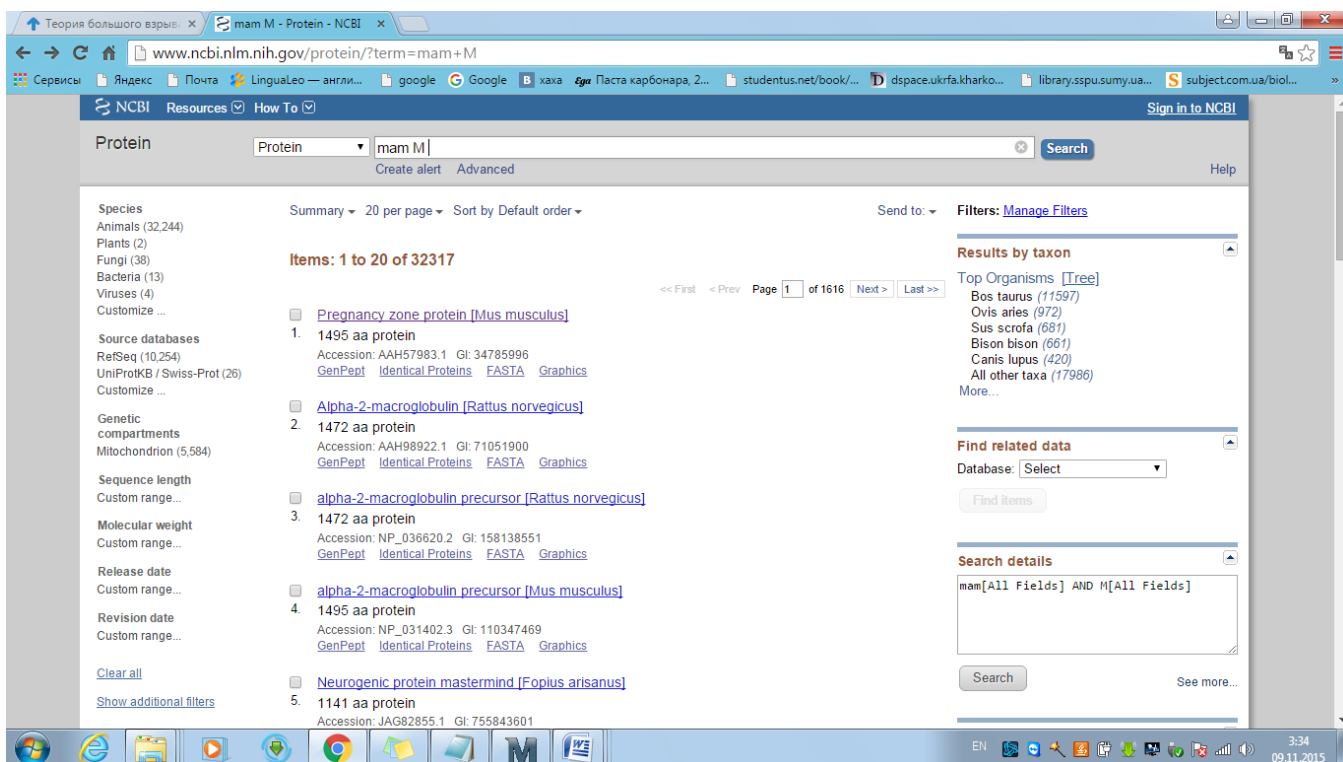 Теория большого взрыв
mam M - Protein - NCBI
www.ncbi.nlm.nih.gov/protein/?term=mam+M
Сервисы Яндекс Почта LinguaLeo — англи... google Google хаха Паста карбонара, 2... studentus.net/book/... dspace.ukrfa.kharko... library.sspu.sumy.ua... subject.com.ua/biol... »
NCBI Resources How To Sign in to NCBI
Protein
Protein mam M Search
Create alert Advanced Help
Species
Animals (32,244)
Plants (2)
Fungi (38)
Bacteria (13)
Viruses (4)
Customize ...
Source databases
RefSeq (10,254)
UniProtKB / Swiss-Prot (26)
Customize ...
Genetic
compartments
Mitochondrion (5,584)
Sequence length
Custom range...
Molecular weight
Custom range...
Release date
Custom range...
Revision date
Custom range...
Clear all
Show additional filters
Summary 20 per page Sort by Default order Send to:
Items: 1 to 20 of 32317
<< First < Prev Page 1 of 1616 Next > Last >>
Pregnancy zone protein [Mus musculus]
1. 1495 aa protein
Accession: AAH57983.1 GI: 34785996
GenPept Identical Proteins FASTA Graphics
Alpha-2-macroglobulin [Rattus norvegicus]
2. 1472 aa protein
Accession: AAH98922.1 GI: 71051900
GenPept Identical Proteins FASTA Graphics
alpha-2-macroglobulin precursor [Rattus norvegicus]
3. 1472 aa protein
Accession: NP_036620.2 GI: 158138551
GenPept Identical Proteins FASTA Graphics
alpha-2-macroglobulin precursor [Mus musculus]
4. 1495 aa protein
Accession: NP_031402.3 GI: 110347469
GenPept Identical Proteins FASTA Graphics
Neurogenic protein mastermind [Fopius arisanus]
5. 1141 aa protein
Accession: JAG82855.1 GI: 755843601
Filters: Manage Filters
Results by taxon
Top Organisms [Tree]
Bos taurus (11597)
Ovis aries (972)
Sus scrofa (681)
Bison bison (661)
Canis lupus (420)
All other taxa (17986)
More...
Find related data
Database: Select
Find items
Search details
mam[All Fields] AND M[All Fields]
Search See more...
EN 3:34
09.11.2015